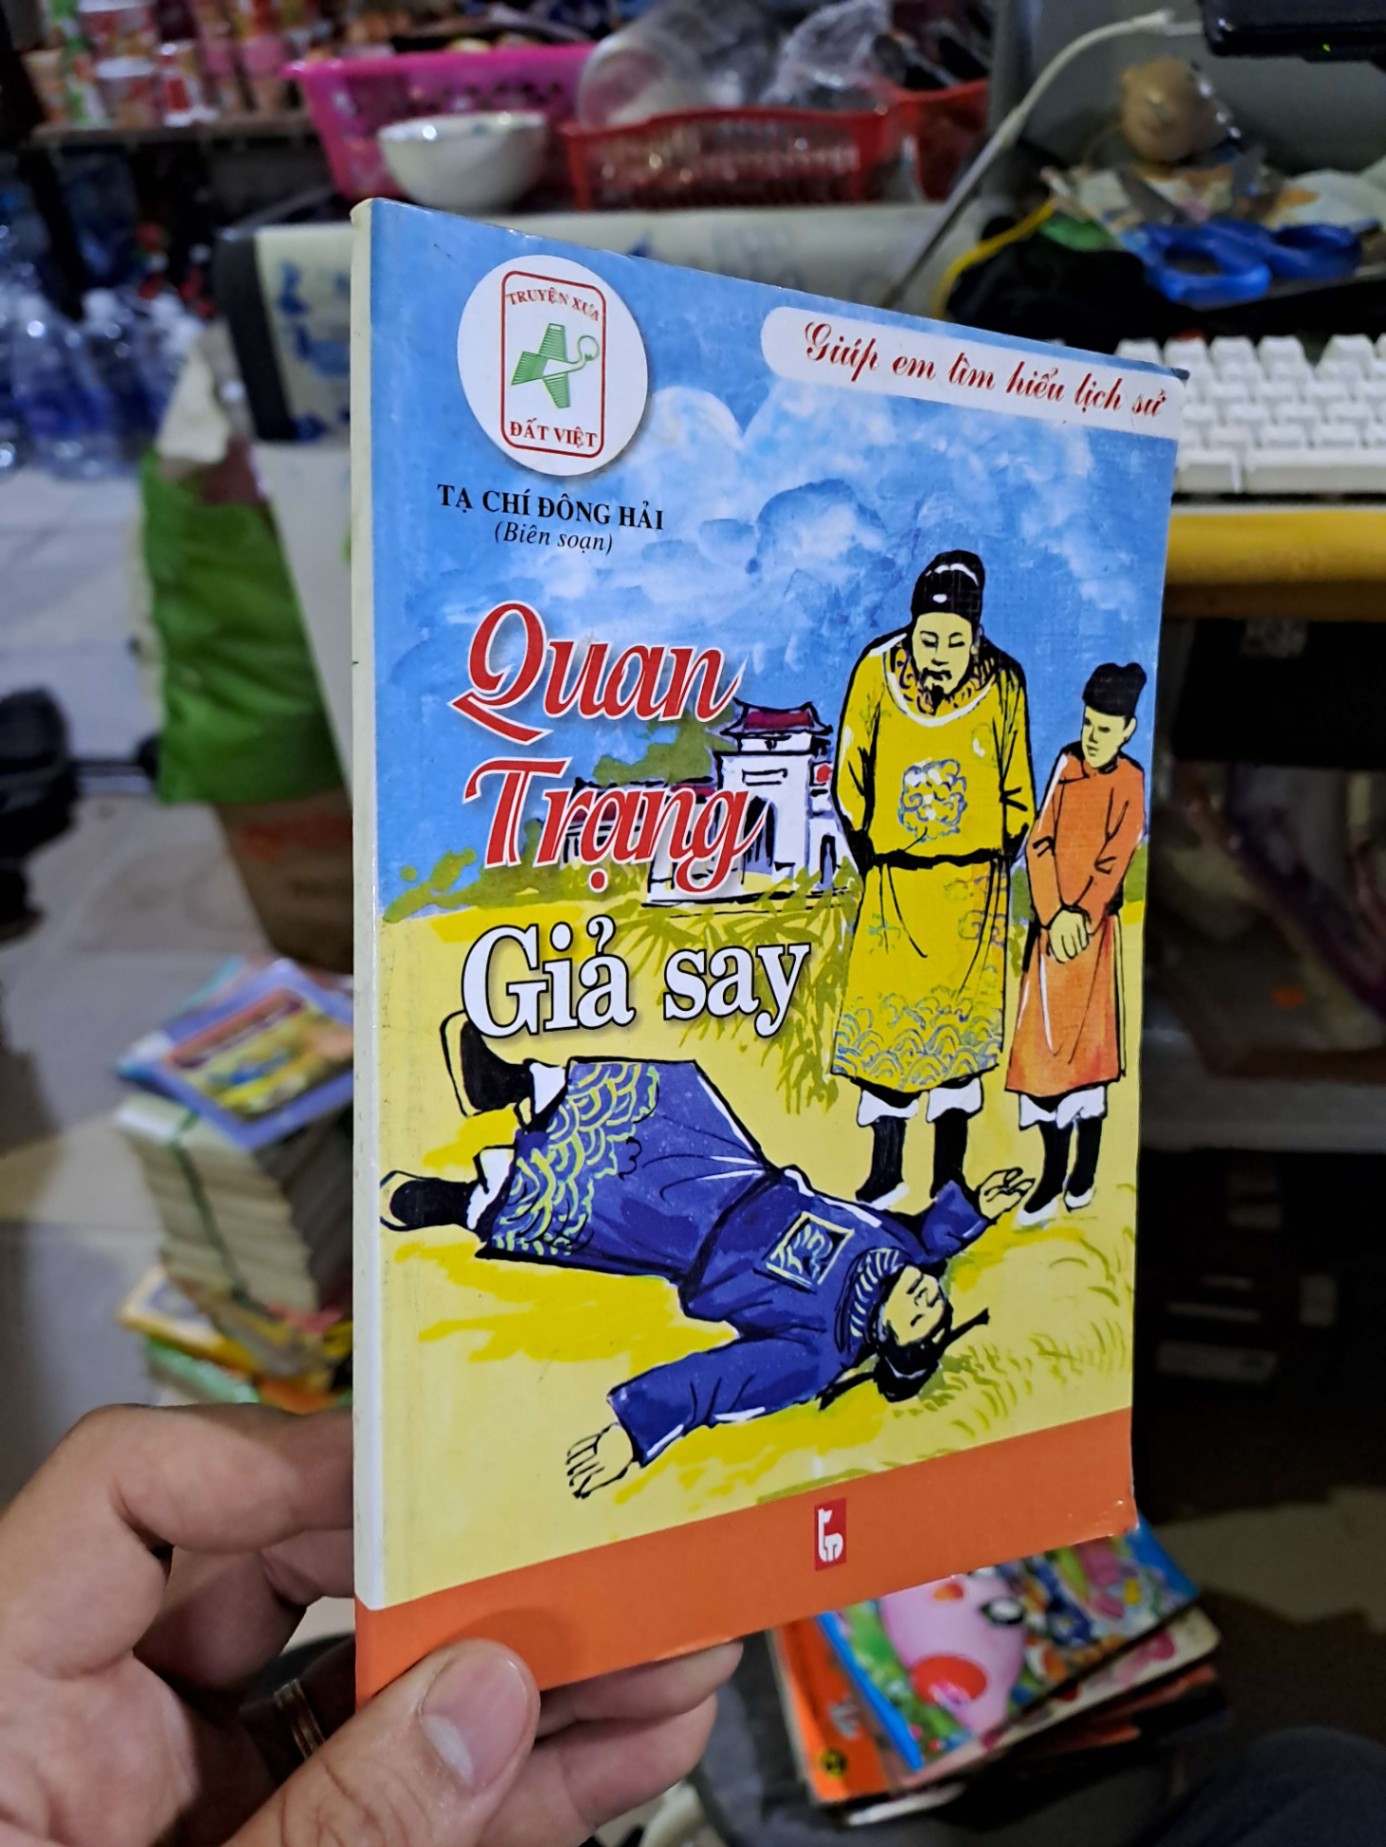 TRUYỆN XƯA
ĐẤT VIỆT
Giúp em tìm hiểu lịch sử
TẠ CHÍ ĐÔNG HẢI
(Biên soạn)
Quan
Trạng
Giả say